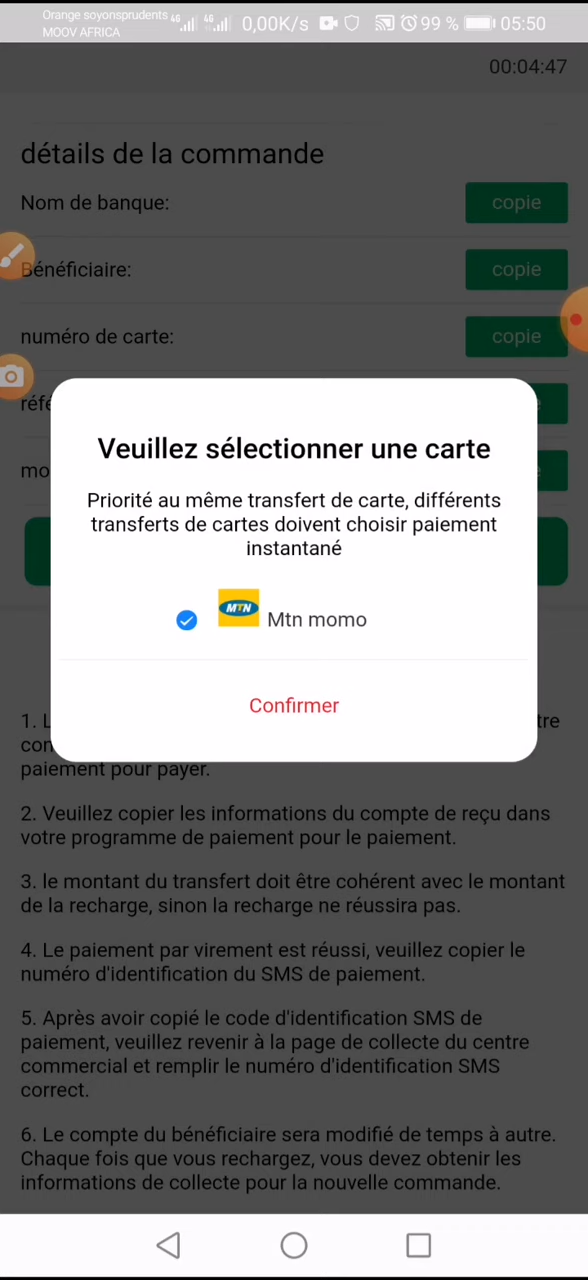 Orange soyonsprudents 4G 4G 0,00K/s 99 % 05:50
MOOV AFRICA
00:04:47
détails de la commande
Nom de banque: copie
Bénéficiaire: copie
numéro de carte: copie
réfé
mo
Veuillez sélectionner une carte
Priorité au même transfert de carte, différents
transferts de cartes doivent choisir paiement
instantané
MTN Mtn momo
Confirmer
1. L tre
con
paiement pour payer.
2. Veuillez copier les informations du compte de reçu dans
votre programme de paiement pour le paiement.
3. le montant du transfert doit être cohérent avec le montant
de la recharge, sinon la recharge ne réussira pas.
4. Le paiement par virement est réussi, veuillez copier le
numéro d'identification du SMS de paiement.
5. Après avoir copié le code d'identification SMS de
paiement, veuillez revenir à la page de collecte du centre
commercial et remplir le numéro d'identification SMS
correct.
6. Le compte du bénéficiaire sera modifié de temps à autre.
Chaque fois que vous rechargez, vous devez obtenir les
informations de collecte pour la nouvelle commande.